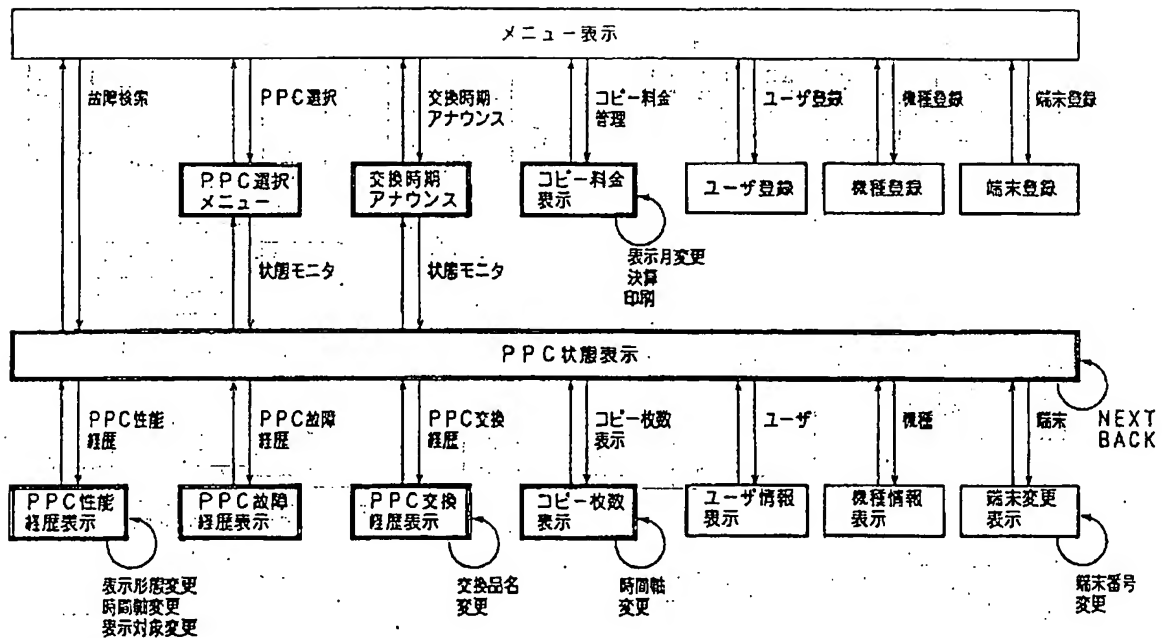 メニュー表示
故障検索
PPC選択
交換時期
アナウンス
コピー料金
管理
ユーザ登録
機種登録
端末登録
PPC選択
メニュー
交換時期
アナウンス
コピー料金
表示
ユーザ登録
機種登録
端末登録
状態モニタ
状態モニタ
表示月変更
決算
印刷
PPC状態表示
PPC性能
経歴
PPC故障
経歴
PPC交換
経歴
コピー枚数
表示
ユーザ
機種
端末
NEXT
BACK
PPC性能
経歴表示
PPC故障
経歴表示
PPC交換
経歴表示
コピー枚数
表示
ユーザ情報
表示
機種情報
表示
端末変更
表示
表示形態変更
時間軸変更
表示対象変更
交換品名
変更
時間軸
変更
端末番号
変更